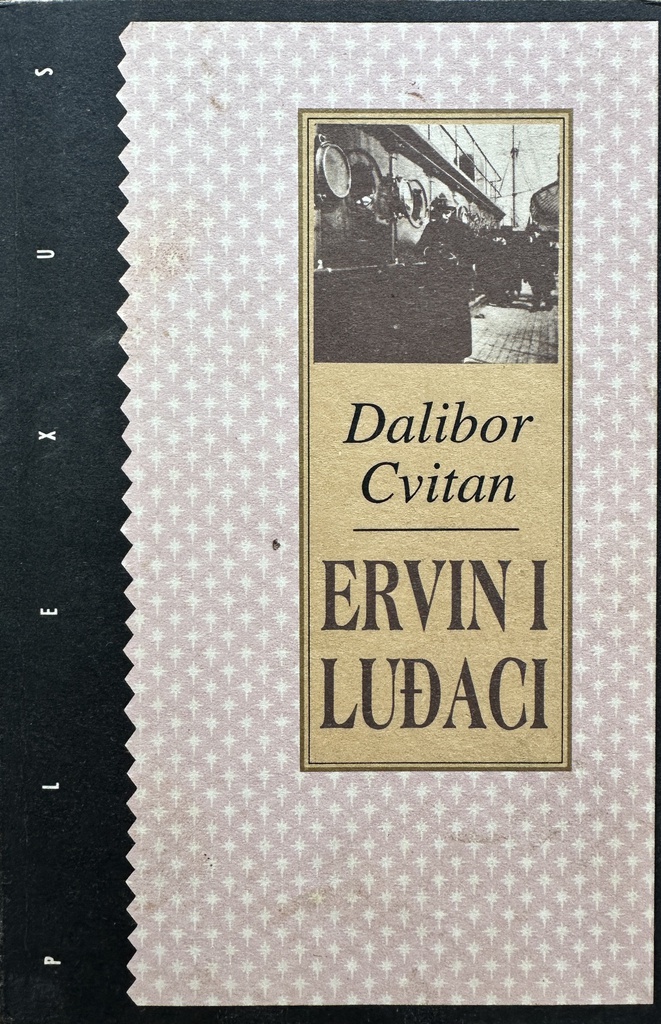 PLEXUS
Dalibor
Cvitan
ERVIN I
LUĐACI